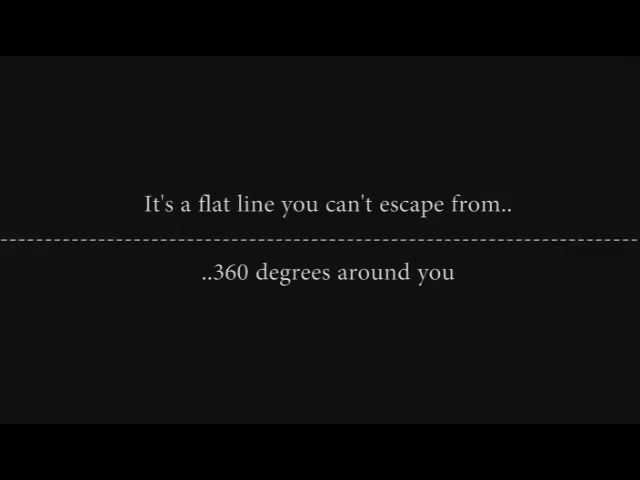 It's a flat line you can't escape from..
..360 degrees around you